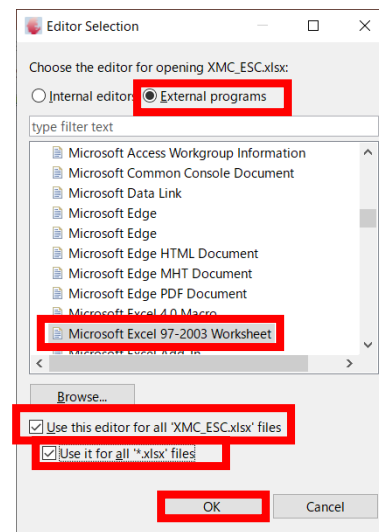 Editor Selection
Choose the editor for opening XMC_ESC.xlsx:
Internal editors External programs
type filter text
Microsoft Access Workgroup Information
Microsoft Common Console Document
Microsoft Data Link
Microsoft Edge
Microsoft Edge
Microsoft Edge HTML Document
Microsoft Edge MHT Document
Microsoft Edge PDF Document
Microsoft Excel 4.0 Macro
Microsoft Excel 97-2003 Worksheet
Microsoft Excel Add-In
Browse...
Use this editor for all 'XMC_ESC.xlsx' files
Use it for all '*.xlsx' files
OK Cancel